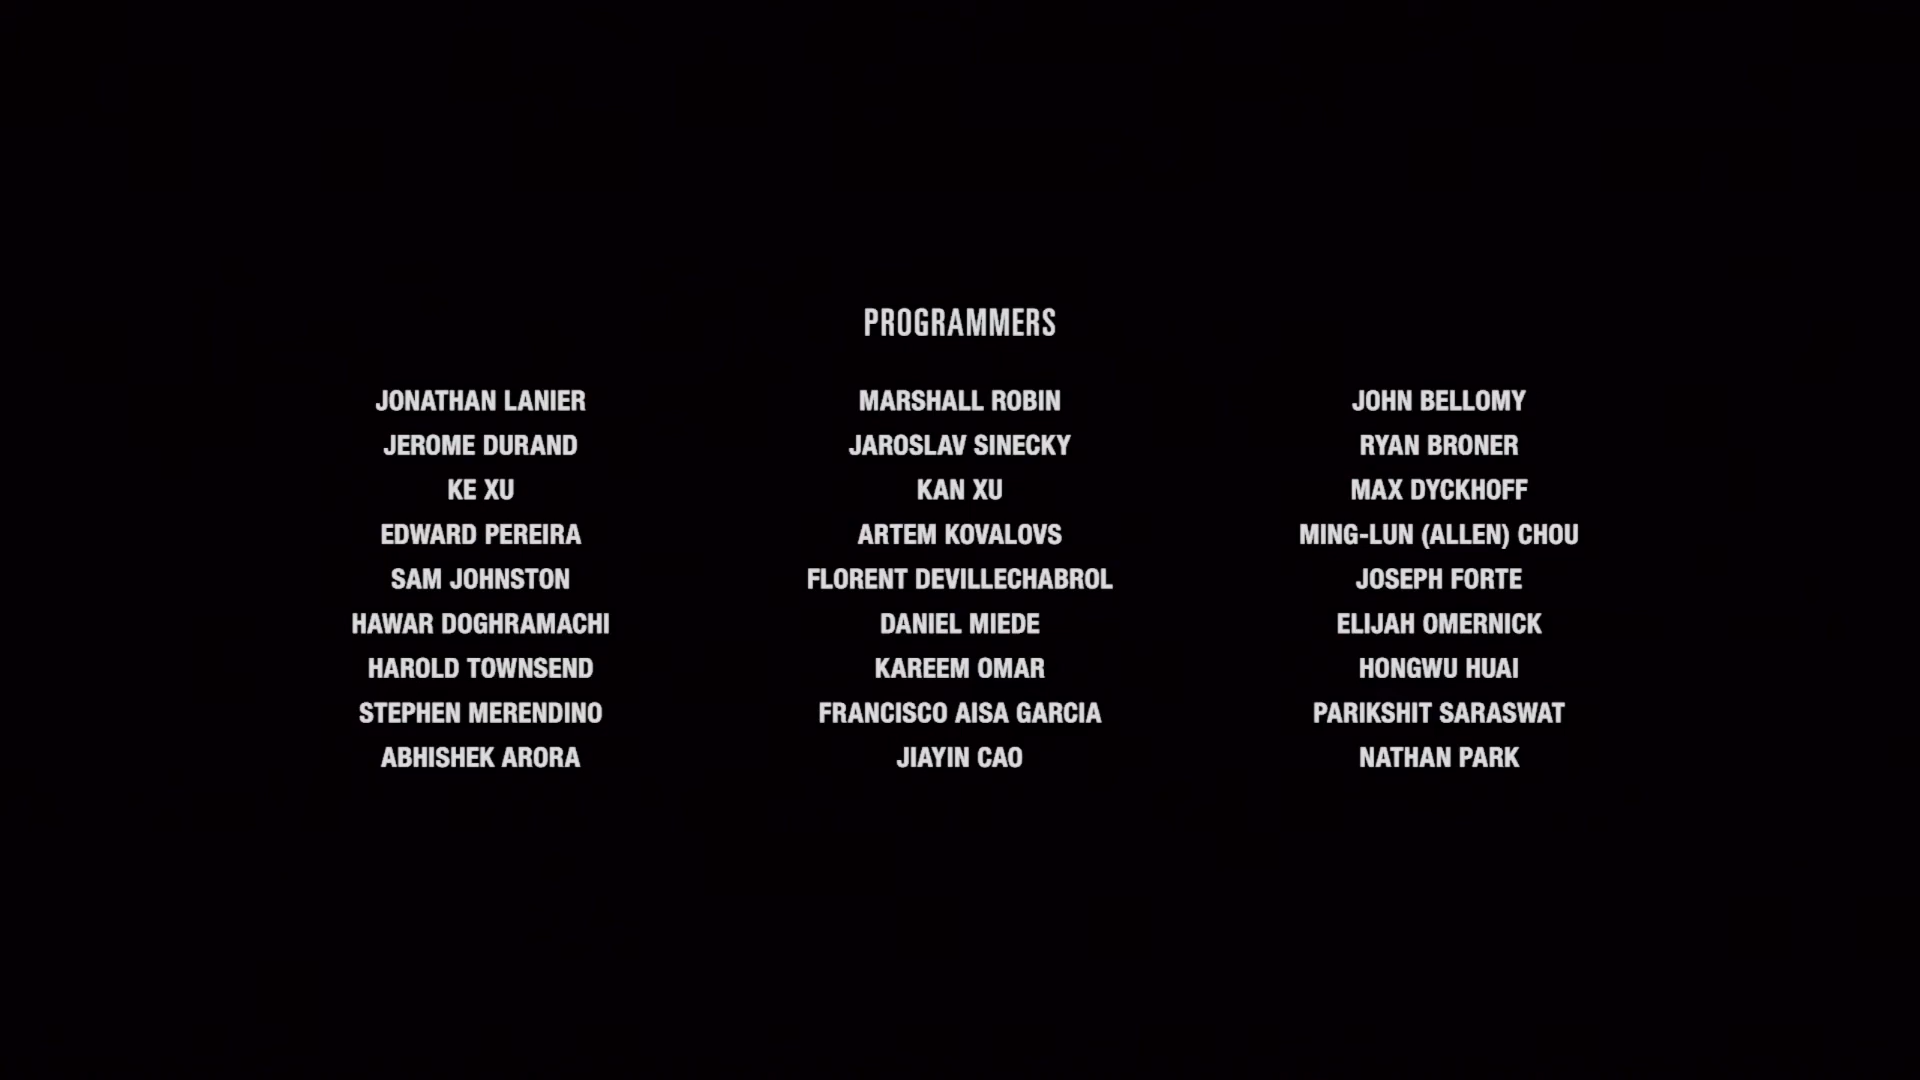 PROGRAMMERS
JONATHAN LANIER MARSHALL ROBIN JOHN BELLOMY
JEROME DURAND JAROSLAV SINECKY RYAN BRONER
KE XU KAN XU MAX DYCKHOFF
EDWARD PEREIRA ARTEM KOVALOVS MING-LUN (ALLEN) CHOU
SAM JOHNSTON FLORENT DEVILLECHABROL JOSEPH FORTE
HAWAR DOGHRAMACHI DANIEL MIEDE ELIJAH OMERNICK
HAROLD TOWNSEND KAREEM OMAR HONGWU HUAI
STEPHEN MERENDINO FRANCISCO AISA GARCIA PARIKSHIT SARASWAT
ABHISHEK ARORA JIAYIN CAO NATHAN PARK